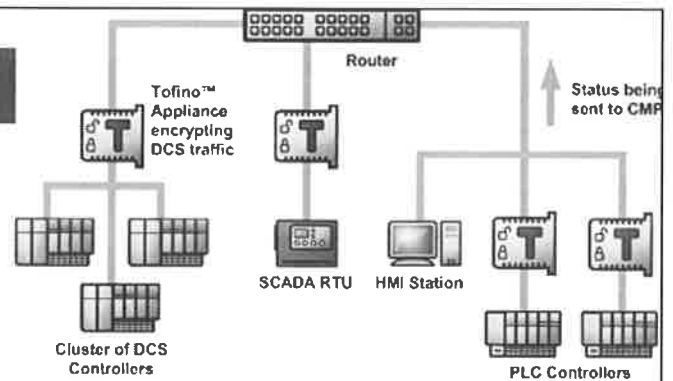 Router
Tofino™
Appliance
encrypting
DCS traffic
Status being
sent to CMP
T
T
T
T
SCADA RTU
HMI Station
Cluster of DCS
Controllers
PLC Controllers